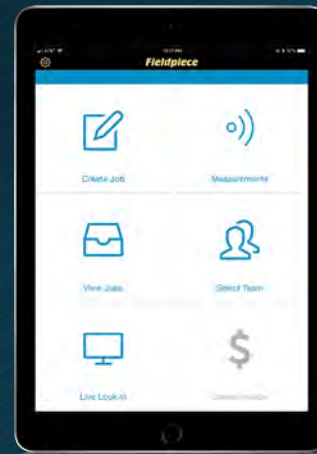 Fieldpiece
Create Job
Measurements
View Jobs
Select Team
Live Look-In
$